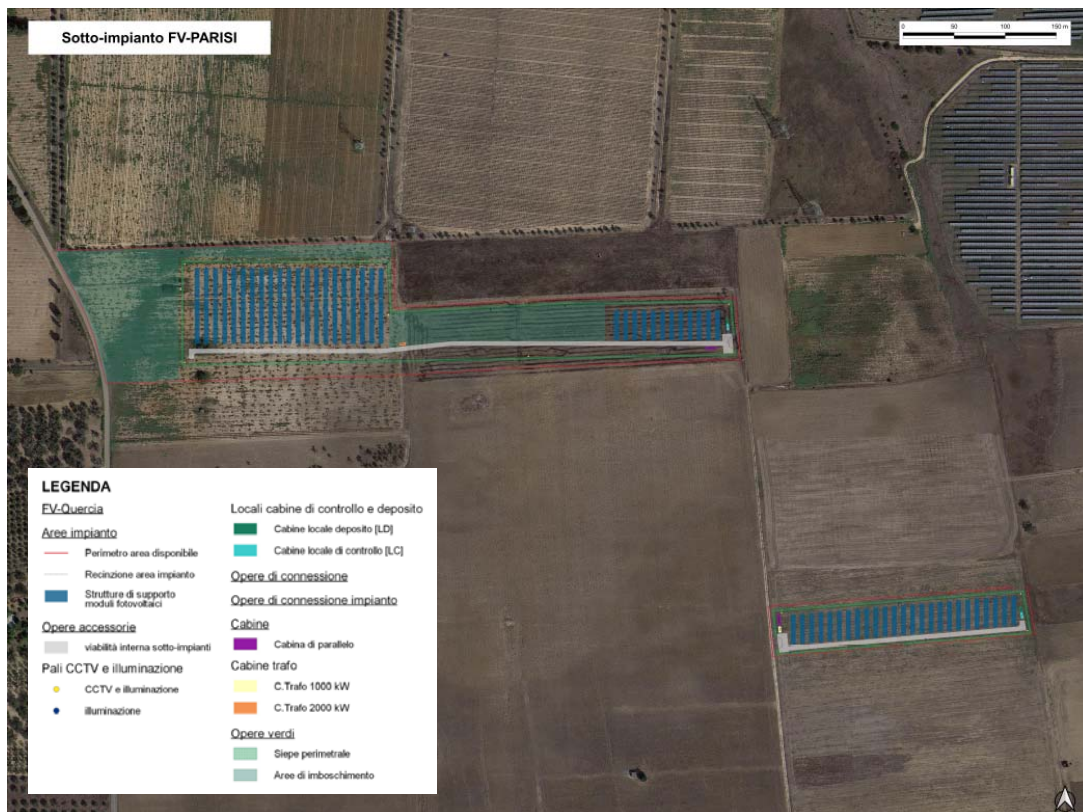 Sotto-impianto FV-PARISI
0 50 100 150 m
LEGENDA
FV-Quercia
Aree impianto
Perimetro area disponibile
Recinzione area impianto
Strutture di supporto
moduli fotovoltaici
Opere accessorie
viabilità interna sotto-impianti
Pali CCTV e illuminazione
CCTV e illuminazione
illuminazione
Locali cabine di controllo e deposito
Cabine locale deposito [LD]
Cabine locale di controllo [LC]
Opere di connessione
Opere di connessione impianto
Cabine
Cabina di parallelo
Cabine trafo
C.Trafo 1000 kW
C.Trafo 2000 kW
Opere verdi
Siepe perimetrale
Aree di imboschimento